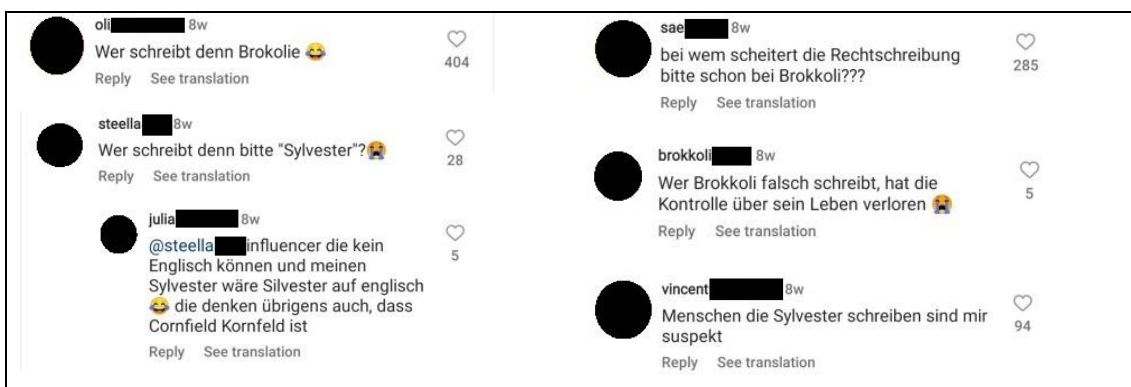 oli 8w
Wer schreibt denn Brokolie 😂
404
Reply See translation
steella 8w
Wer schreibt denn bitte "Sylvester"?😭
28
Reply See translation
julia 8w
@steella influencer die kein
Englisch können und meinen
Sylvester wäre Silvester auf englisch
😂 die denken übrigens auch, dass
Cornfield Kornfeld ist
5
Reply See translation
sae 8w
bei wem scheitert die Rechtschreibung
bitte schon bei Brokkoli???
285
Reply See translation
brokkoli 8w
Wer Brokkoli falsch schreibt, hat die
Kontrolle über sein Leben verloren 😭
5
Reply See translation
vincent 8w
Menschen die Sylvester schreiben sind mir
suspekt
94
Reply See translation